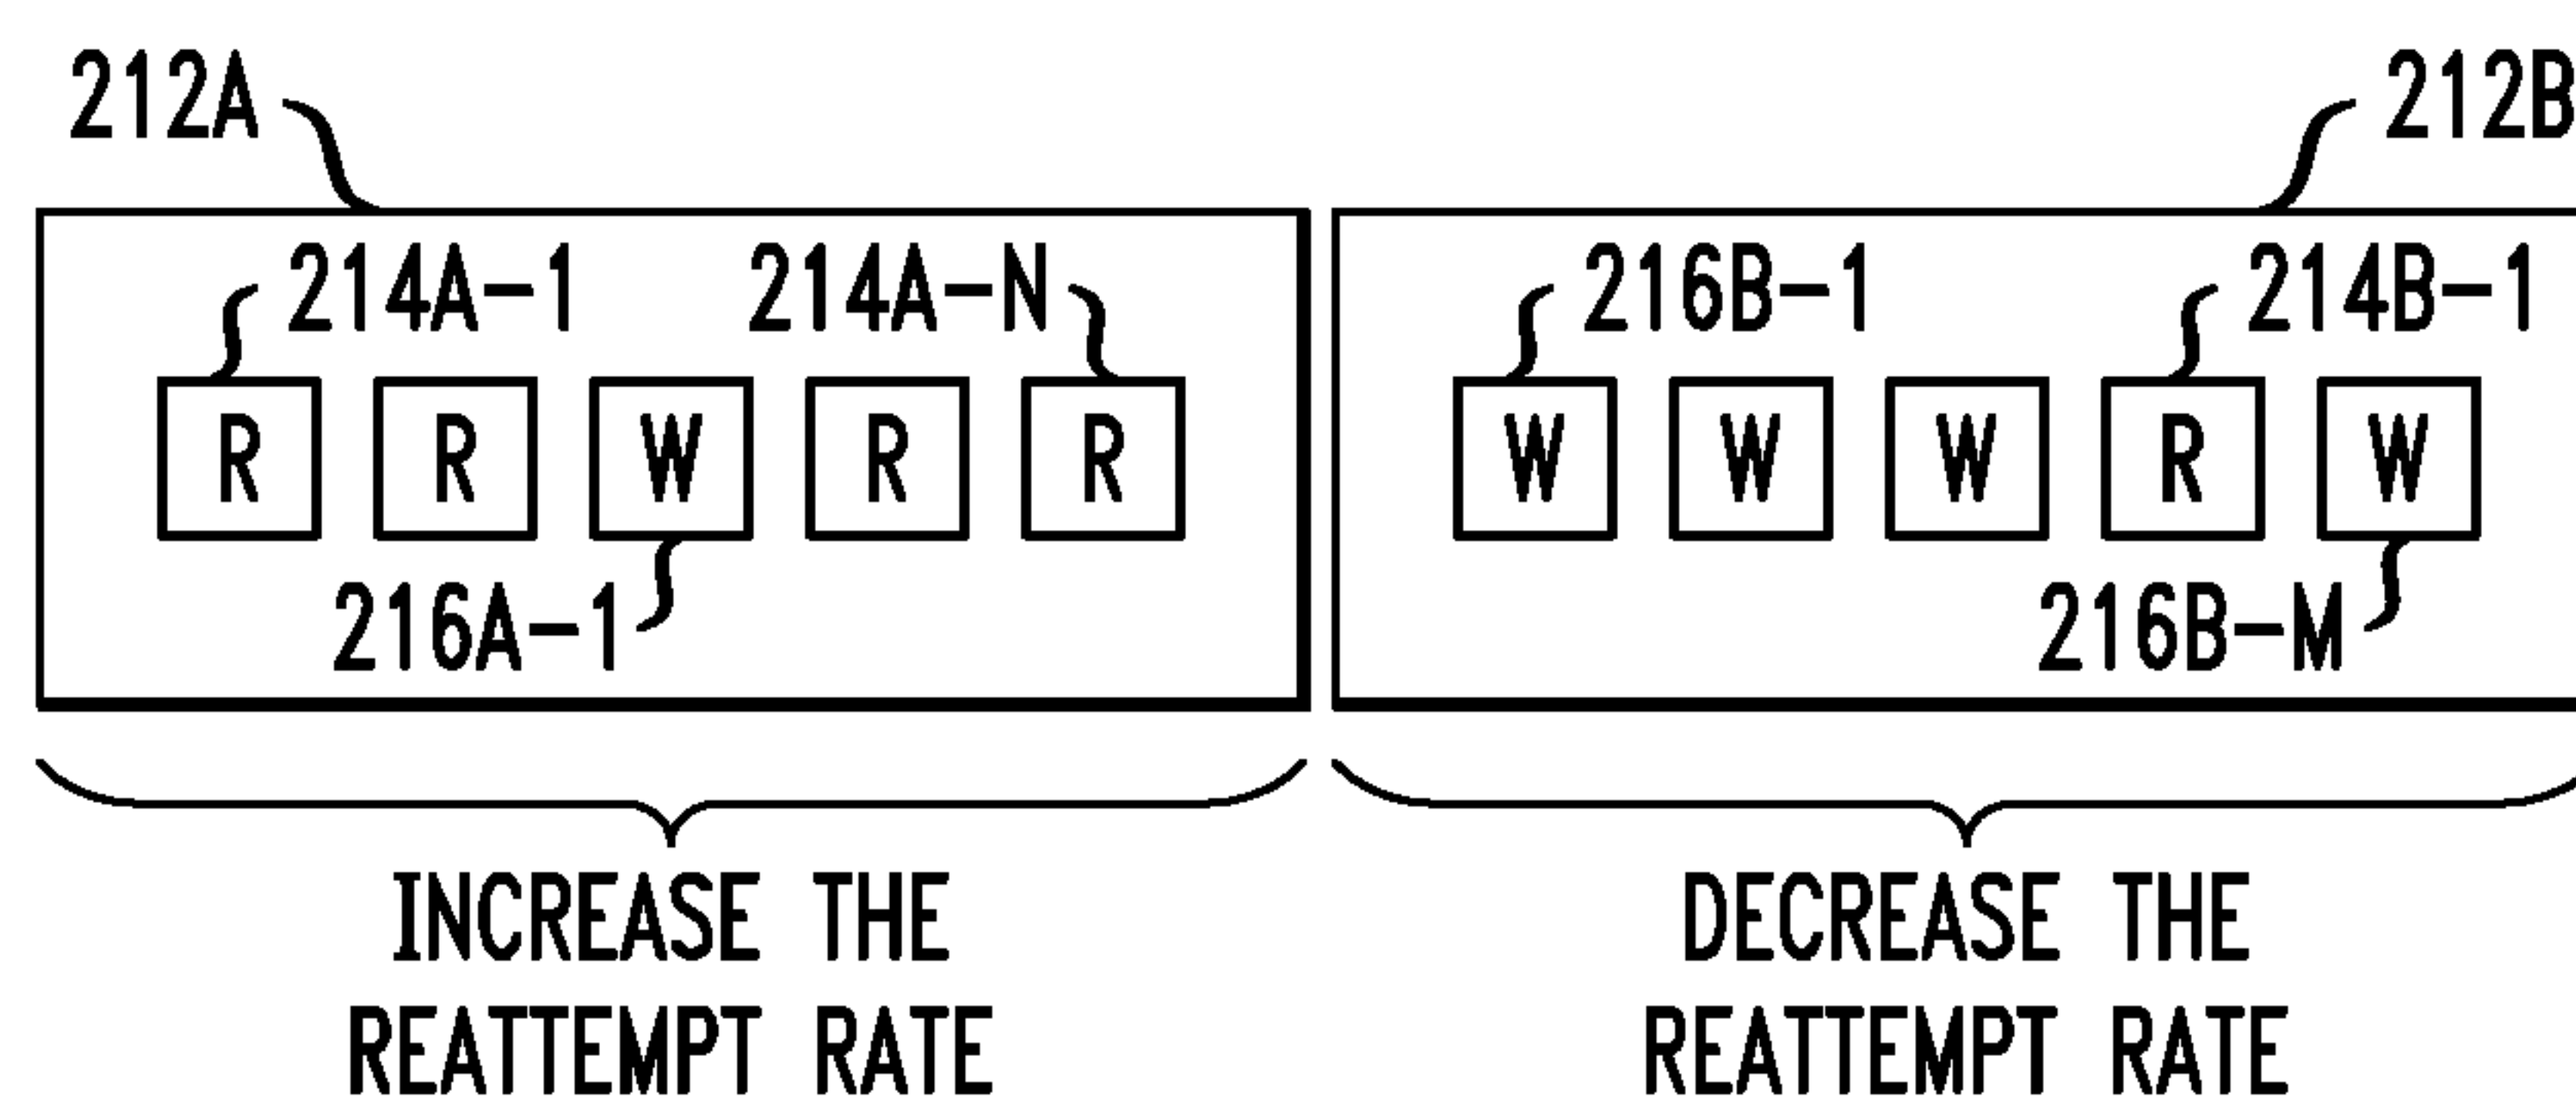 212A 212B
214A-1 214A-N 216B-1 214B-1
R R W R R W W W R W
216A-1 216B-M
INCREASE THE DECREASE THE
REATTEMPT RATE REATTEMPT RATE